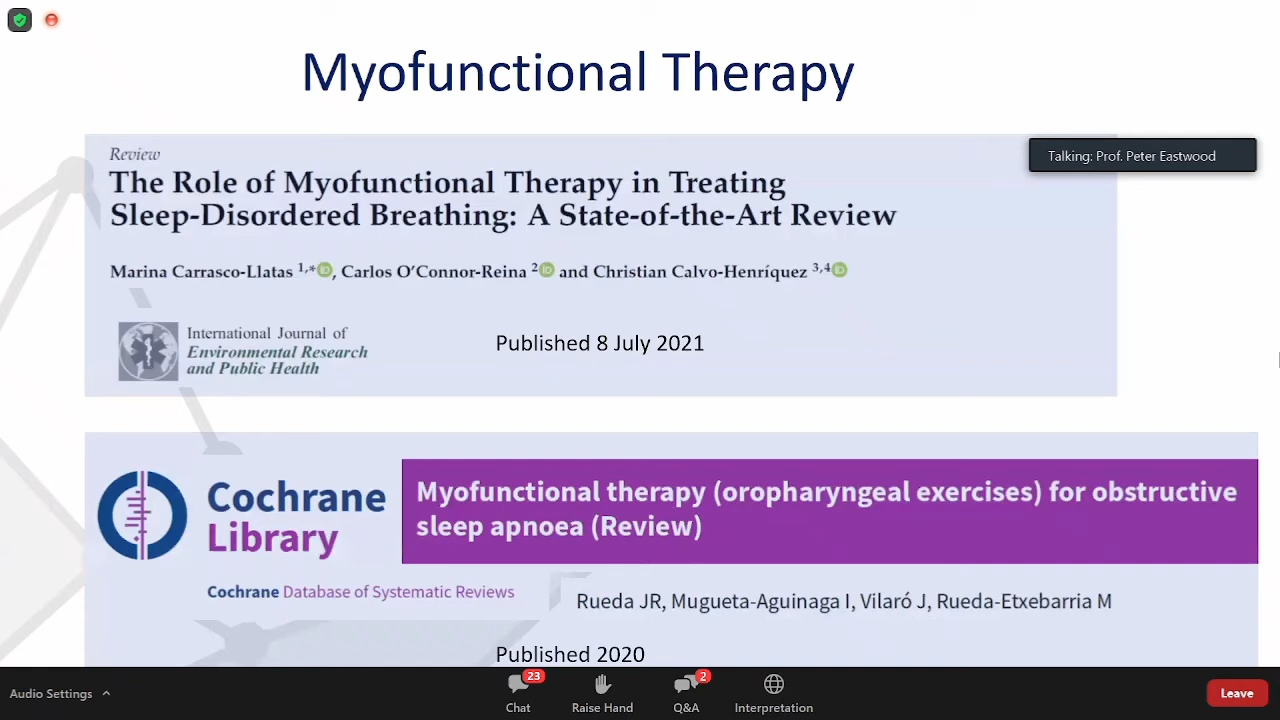 Myofunctional Therapy
Talking: Prof. Peter Eastwood
Review
The Role of Myofunctional Therapy in Treating
Sleep-Disordered Breathing: A State-of-the-Art Review
Marina Carrasco-Llatas 1,* iD, Carlos O'Connor-Reina 2 iD and Christian Calvo-Henríquez 3,4 iD
International Journal of
Environmental Research
and Public Health
Published 8 July 2021
Cochrane
Library
Myofunctional therapy (oropharyngeal exercises) for obstructive
sleep apnoea (Review)
Cochrane Database of Systematic Reviews
Rueda JR, Mugueta-Aguinaga I, Vilaró J, Rueda-Etxebarria M
Published 2020
Audio Settings
23
Chat
Raise Hand
2
Q&A
Interpretation
Leave